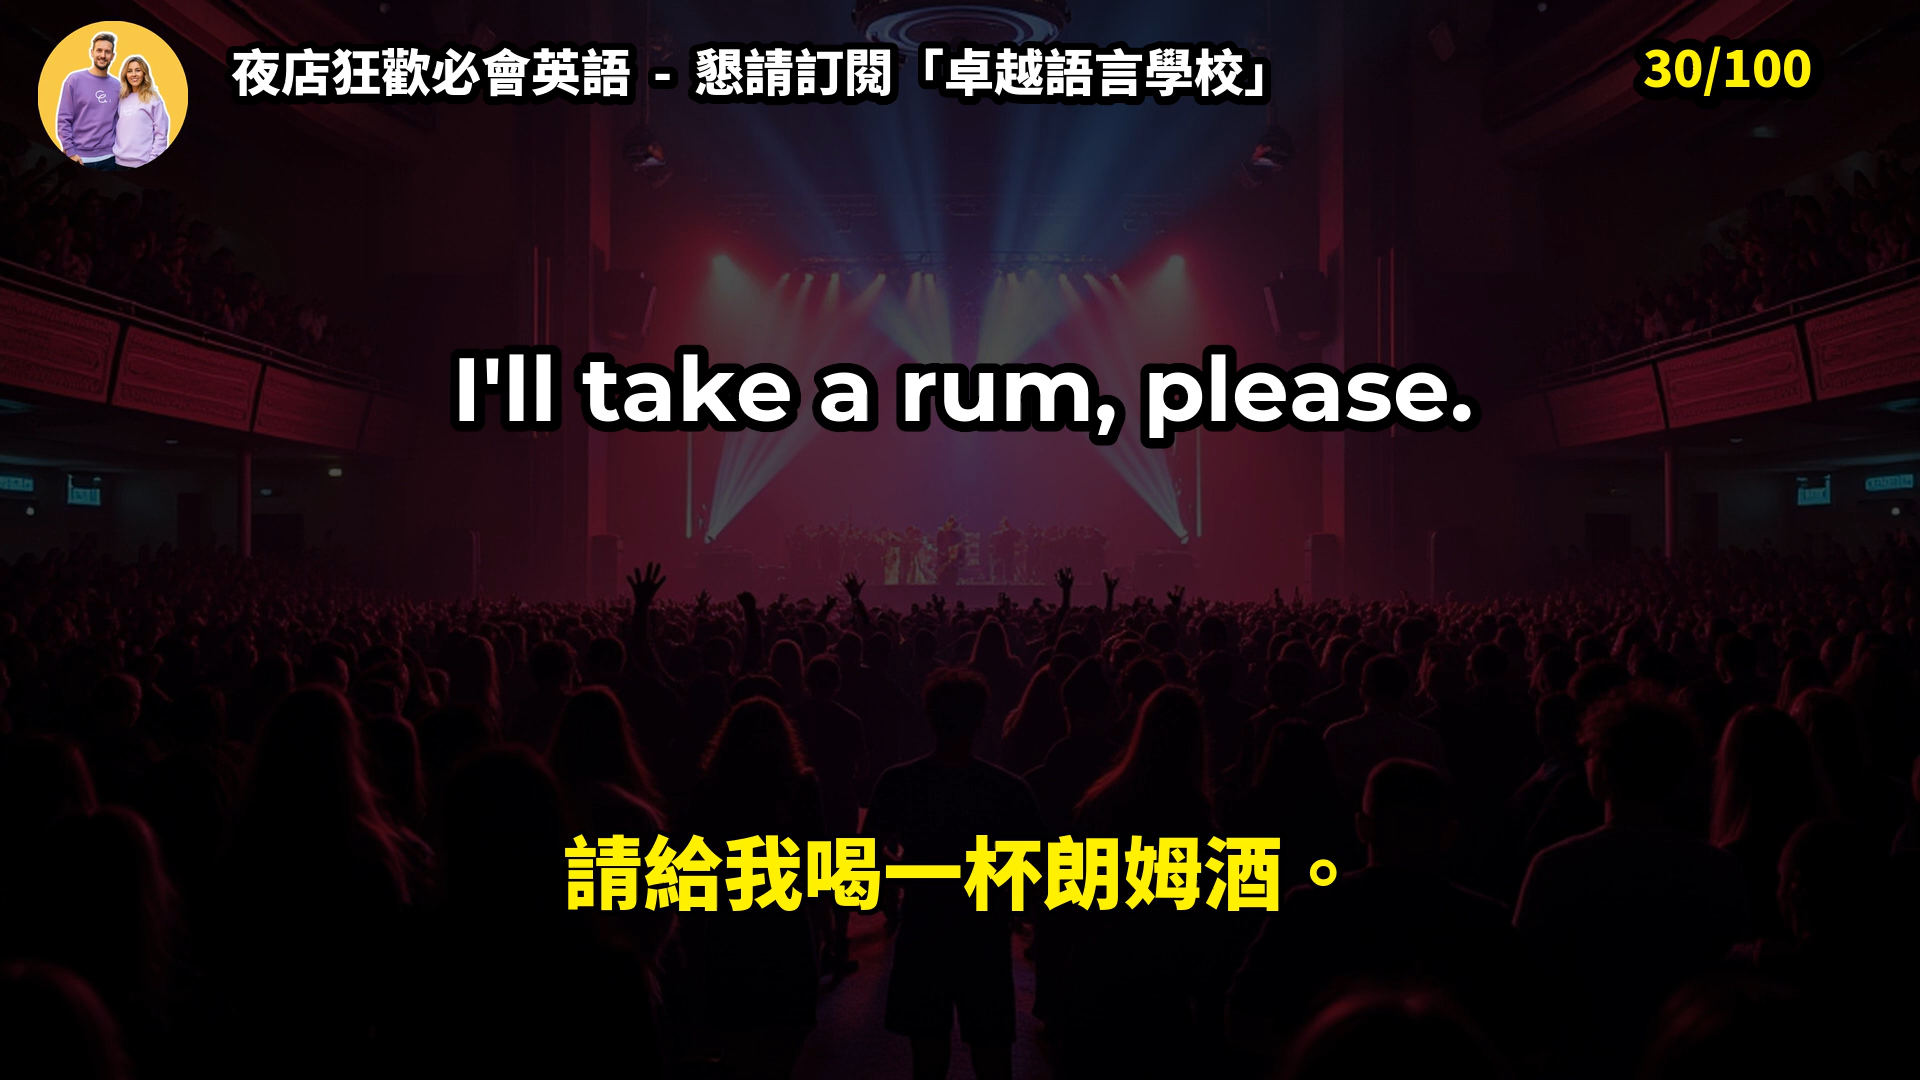 夜店狂歡必會英語 - 懇請訂閱「卓越語言學校」
30/100
I'll take a rum, please.
請給我喝一杯朗姆酒。